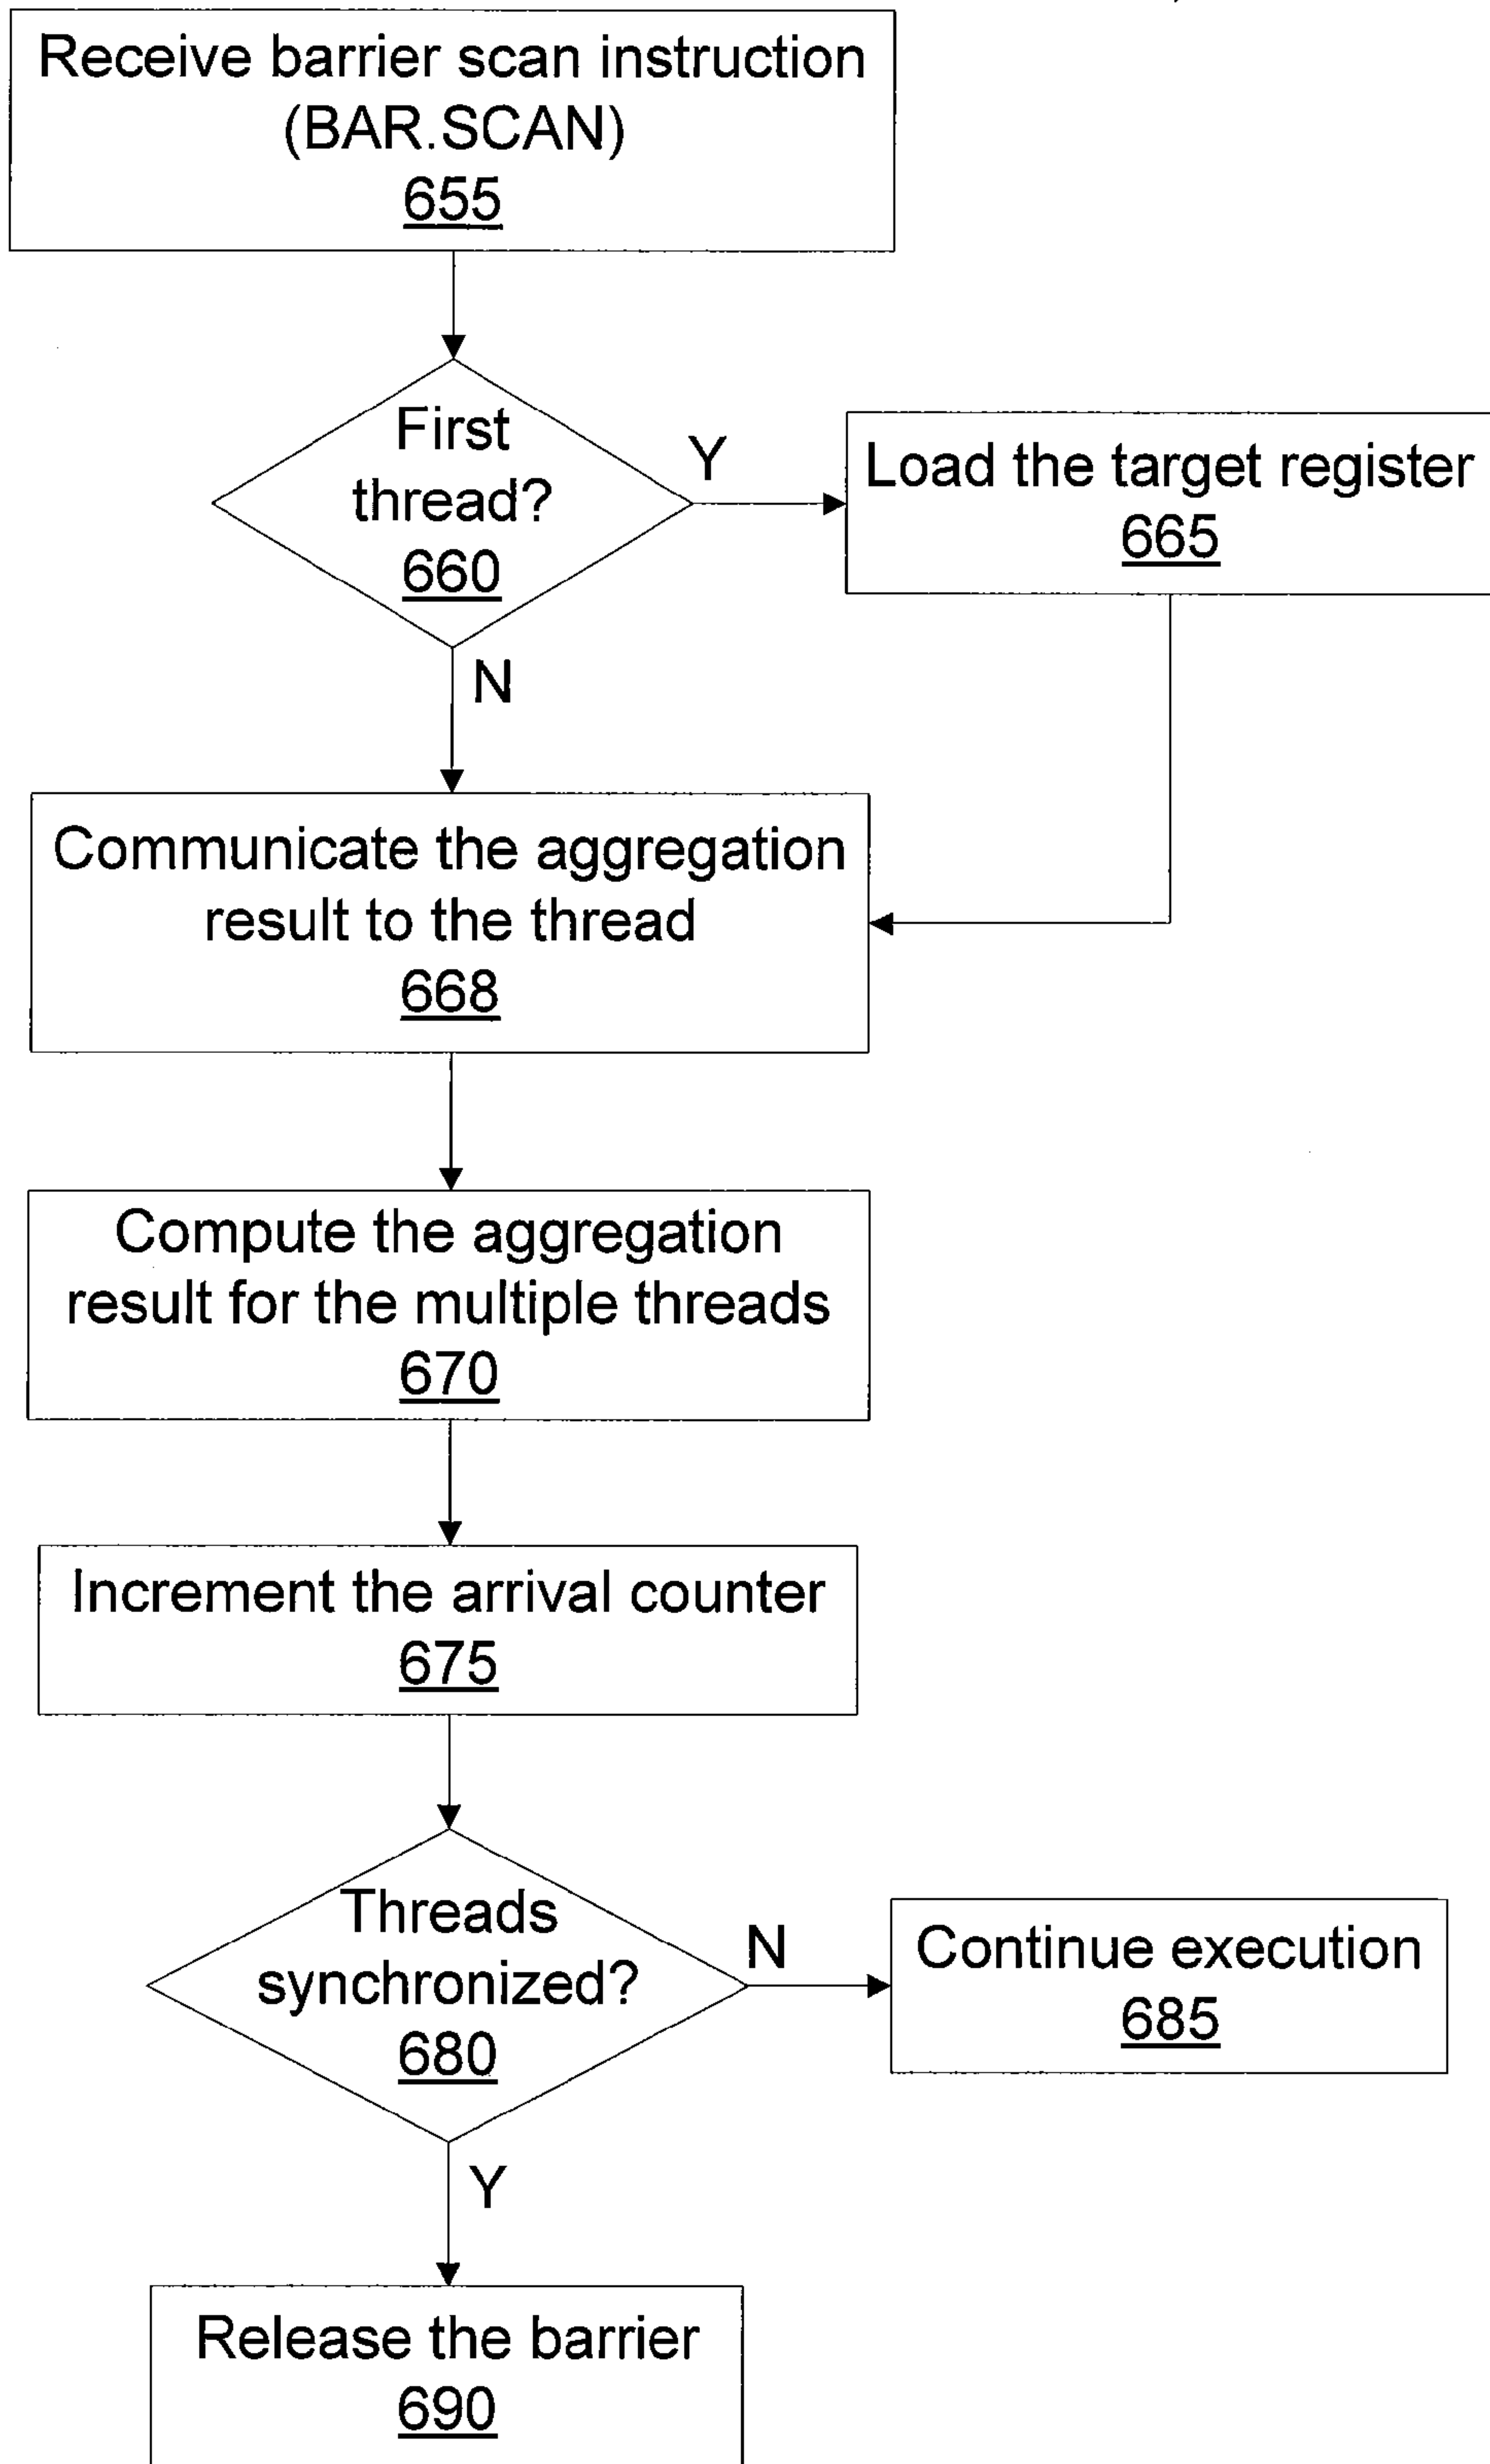 Receive barrier scan instruction
(BAR.SCAN)
655
First
thread?
660
Y
Load the target register
665
N
Communicate the aggregation
result to the thread
668
Compute the aggregation
result for the multiple threads
670
Increment the arrival counter
675
Threads
synchronized?
680
N
Continue execution
685
Y
Release the barrier
690